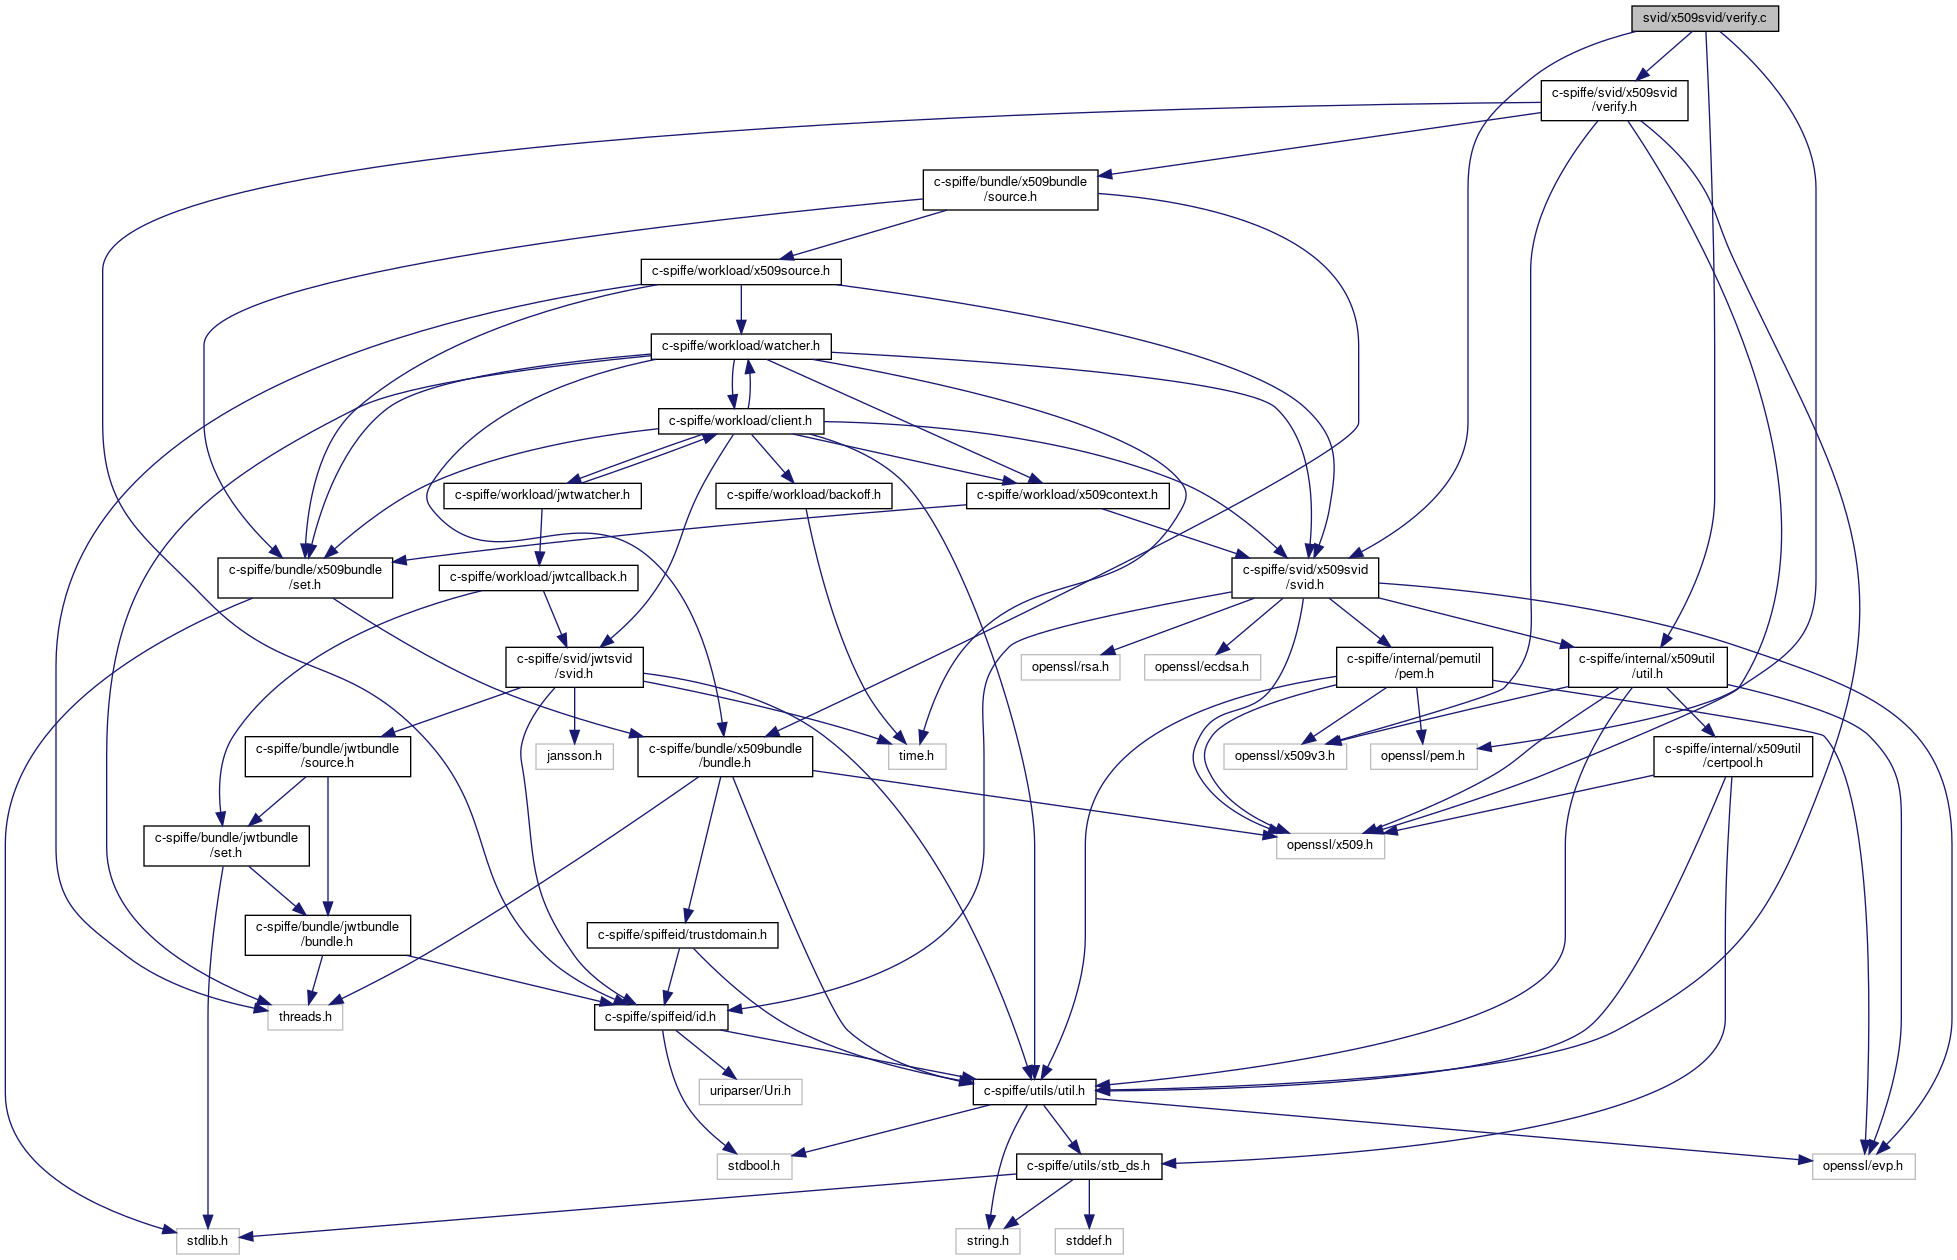 svid/x509svid/verify.c
c-spiffe/svid/x509svid
/verify.h
c-spiffe/bundle/x509bundle
/source.h
c-spiffe/workload/x509source.h
c-spiffe/workload/watcher.h
c-spiffe/workload/client.h
c-spiffe/workload/jwtwatcher.h
c-spiffe/workload/backoff.h
c-spiffe/workload/x509context.h
c-spiffe/bundle/x509bundle
/set.h
c-spiffe/workload/jwtcallback.h
c-spiffe/svid/x509svid
/svid.h
c-spiffe/svid/jwtsvid
/svid.h
openssl/rsa.h
openssl/ecdsa.h
c-spiffe/internal/pemutil
/pem.h
c-spiffe/internal/x509util
/util.h
c-spiffe/bundle/jwtbundle
/source.h
jansson.h
c-spiffe/bundle/x509bundle
/bundle.h
time.h
openssl/x509v3.h
openssl/pem.h
c-spiffe/internal/x509util
/certpool.h
c-spiffe/bundle/jwtbundle
/set.h
openssl/x509.h
c-spiffe/bundle/jwtbundle
/bundle.h
c-spiffe/spiffeid/trustdomain.h
threads.h
c-spiffe/spiffeid/id.h
uriparser/Uri.h
c-spiffe/utils/util.h
stdbool.h
c-spiffe/utils/stb_ds.h
openssl/evp.h
stdlib.h
string.h
stddef.h